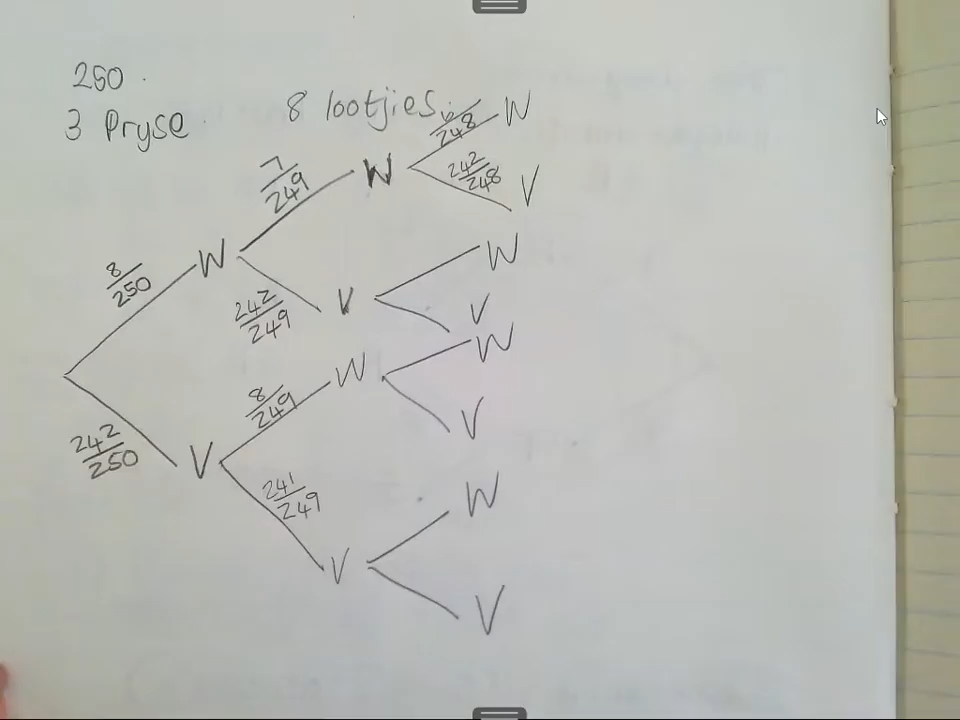 250.
3 Pryse. 8 lootjies
6/248 W
7/249 W 242/248 V
8/250 W W
242/249 V V
8/249 W W
242/250 V V
241/249 W
V V